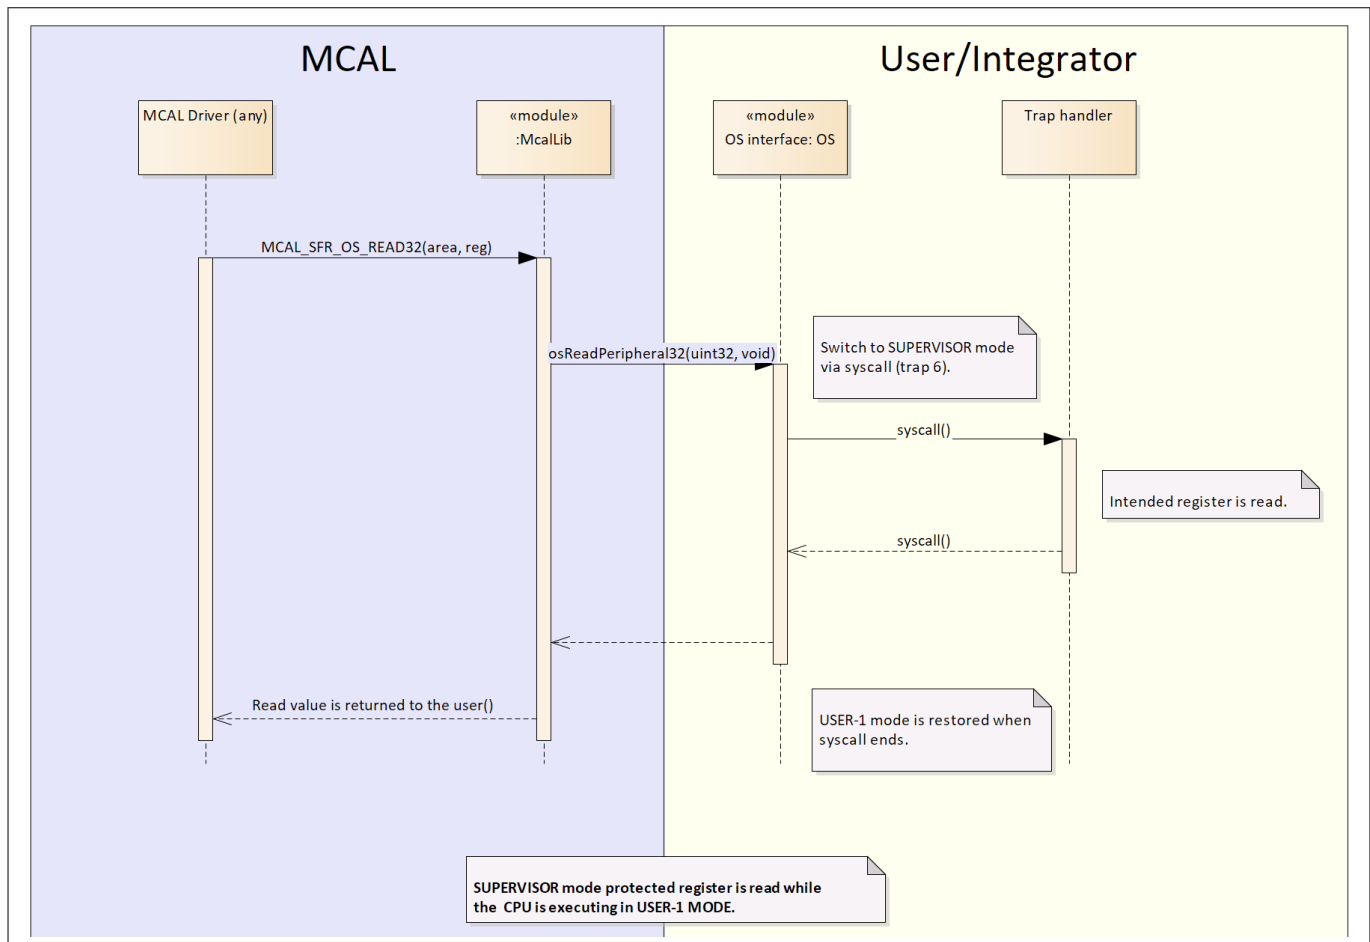 MCAL
User/Integrator
MCAL Driver (any)
«module»
:McalLib
«module»
OS interface: OS
Trap handler
MCAL_SFR_OS_READ32(area, reg)
osReadPeripheral32(uint32, void)
Switch to SUPERVISOR mode
via syscall (trap 6).
syscall()
Intended register is read.
syscall()
Read value is returned to the user()
USER-1 mode is restored when
syscall ends.
SUPERVISOR mode protected register is read while
the CPU is executing in USER-1 MODE.